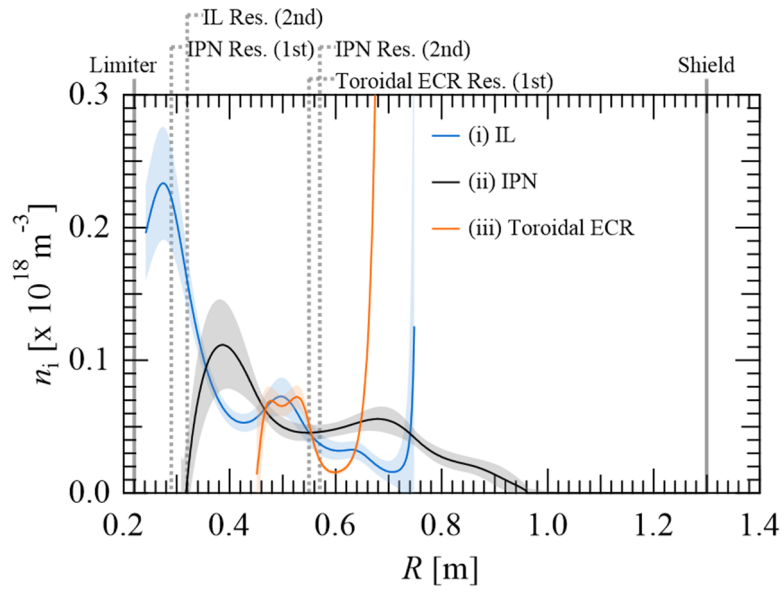 IL Res. (2nd)
IPN Res. (1st)
IPN Res. (2nd)
Limiter
Toroidal ECR Res. (1st)
Shield
0.3
0.2
0.1
0.0
nᵢ [x 10¹⁸ m⁻³]
(i) IL
(ii) IPN
(iii) Toroidal ECR
0.2 0.4 0.6 0.8 1.0 1.2 1.4
R [m]